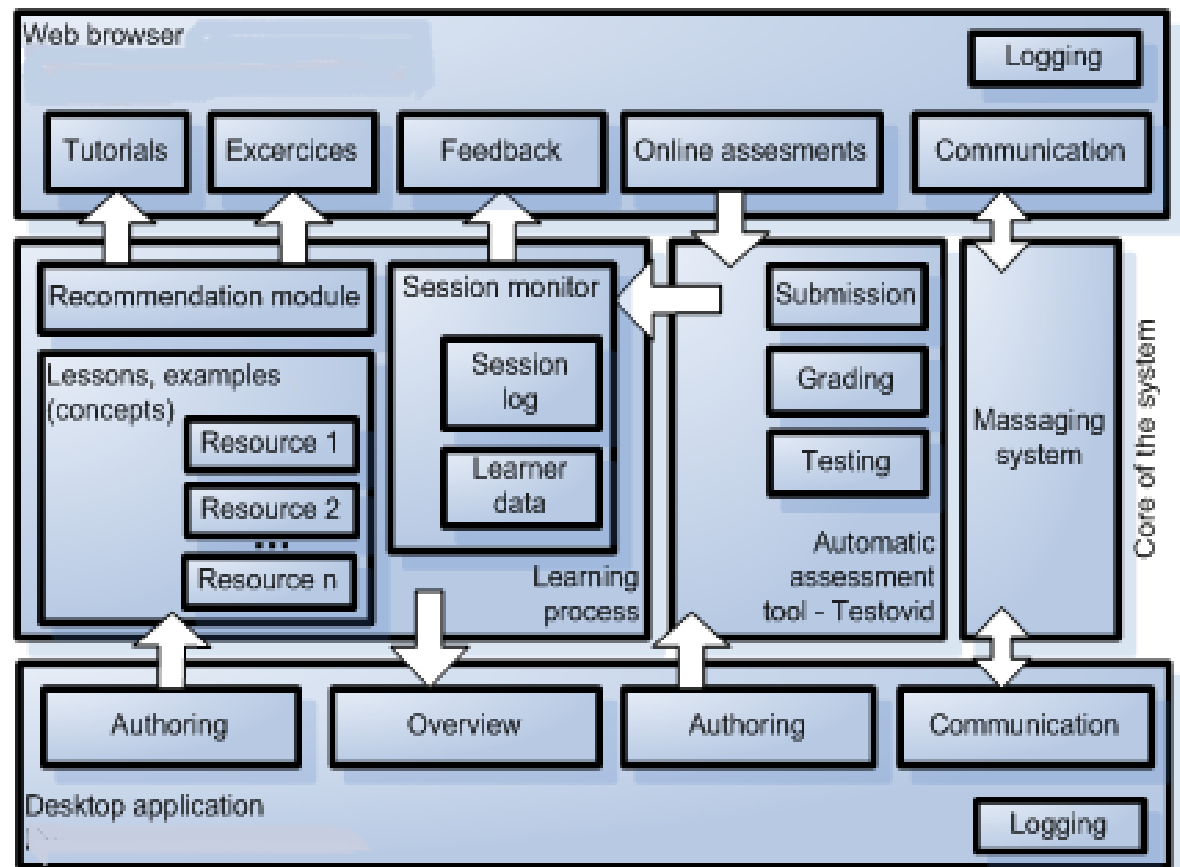 Web browser
Logging
Tutorials
Excercices
Feedback
Online assesments
Communication
Recommendation module
Lessons, examples
(concepts)
Resource 1
Resource 2
...
Resource n
Session monitor
Session
log
Learner
data
Learning
process
Submission
Grading
Testing
Automatic
assessment
tool - Testovid
Massaging
system
Core of the system
Authoring
Overview
Authoring
Communication
Desktop application
Logging